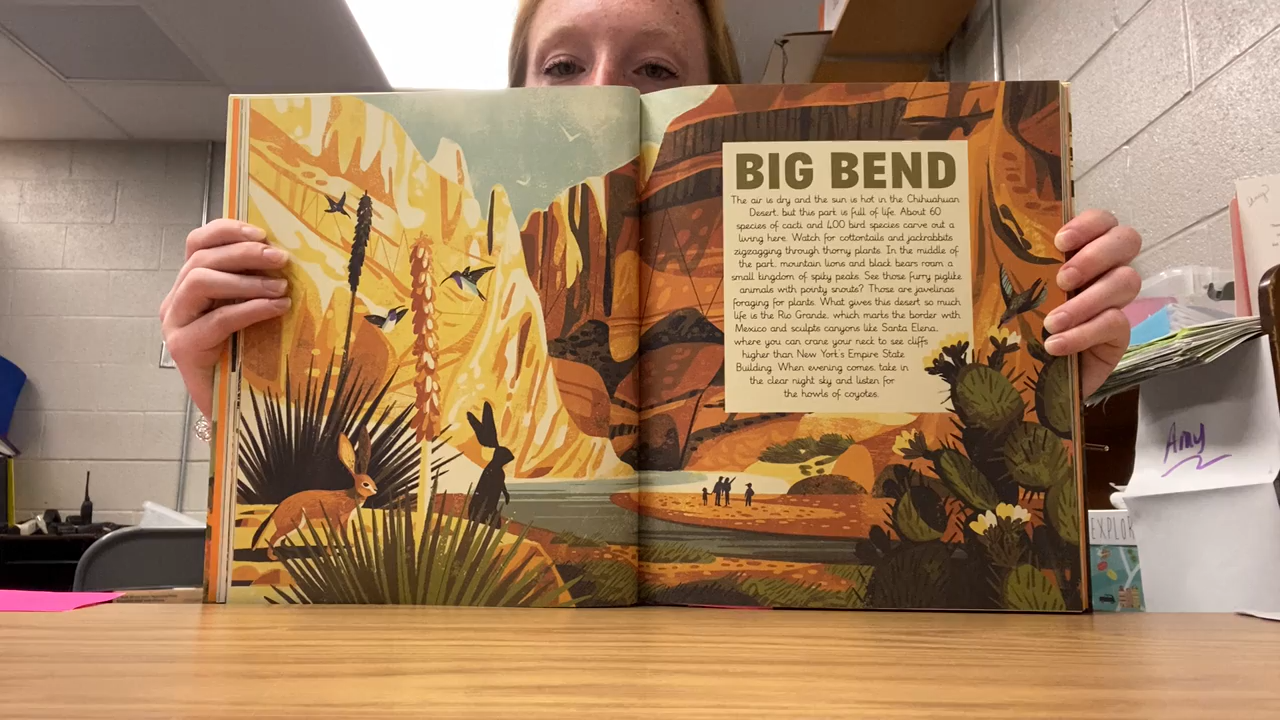 BIG BEND
The air is dry and the sun is hot in the Chihuahuan
Desert, but this park is full of life. About 60
species of cacti and 400 bird species carve out a
living here. Watch for cottontails and jackrabbits
zigzagging through thorny plants. In the middle of
the park, mountain lions and black bears roam a
small kingdom of spiky peaks. See those furry piglike
animals with pointy snouts? Those are javelinas
foraging for plants. What gives this desert so much
life is the Rio Grande, which marks the border with
Mexico and sculpts canyons like Santa Elena,
where you can crane your neck to see cliffs
higher than New York's Empire State
Building. When evening comes, take in
the clear night sky and listen for
the howls of coyotes.
Amy
EXPLOR